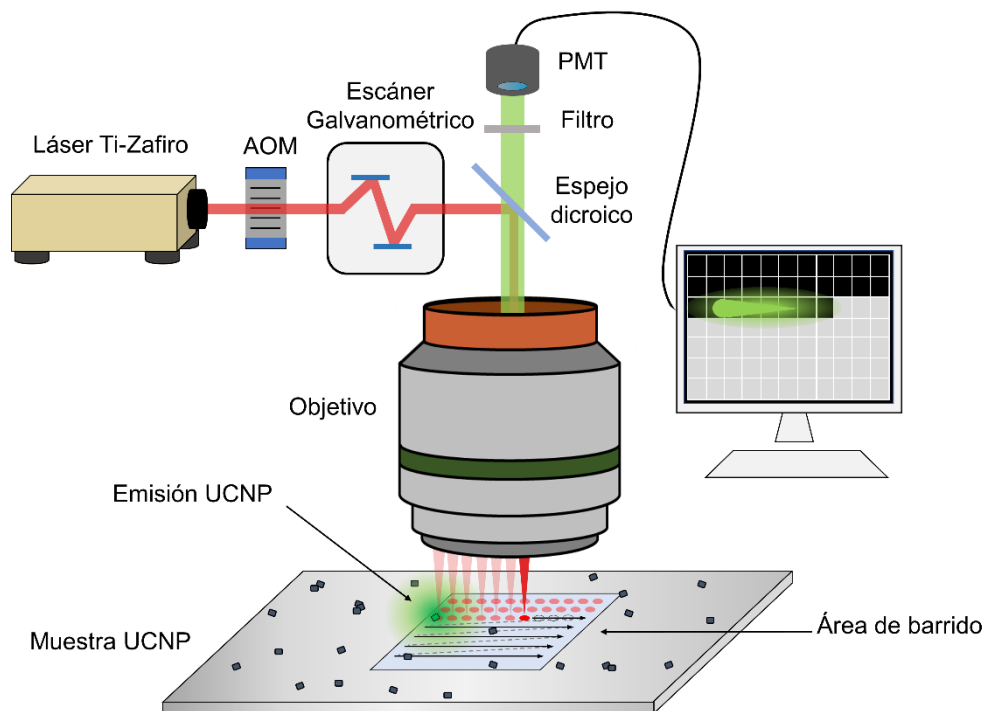 PMT
Escáner
Galvanométrico
Filtro
Láser Ti-Zafiro
AOM
Espejo
dicroico
Objetivo
Emisión UCNP
Muestra UCNP
Área de barrido